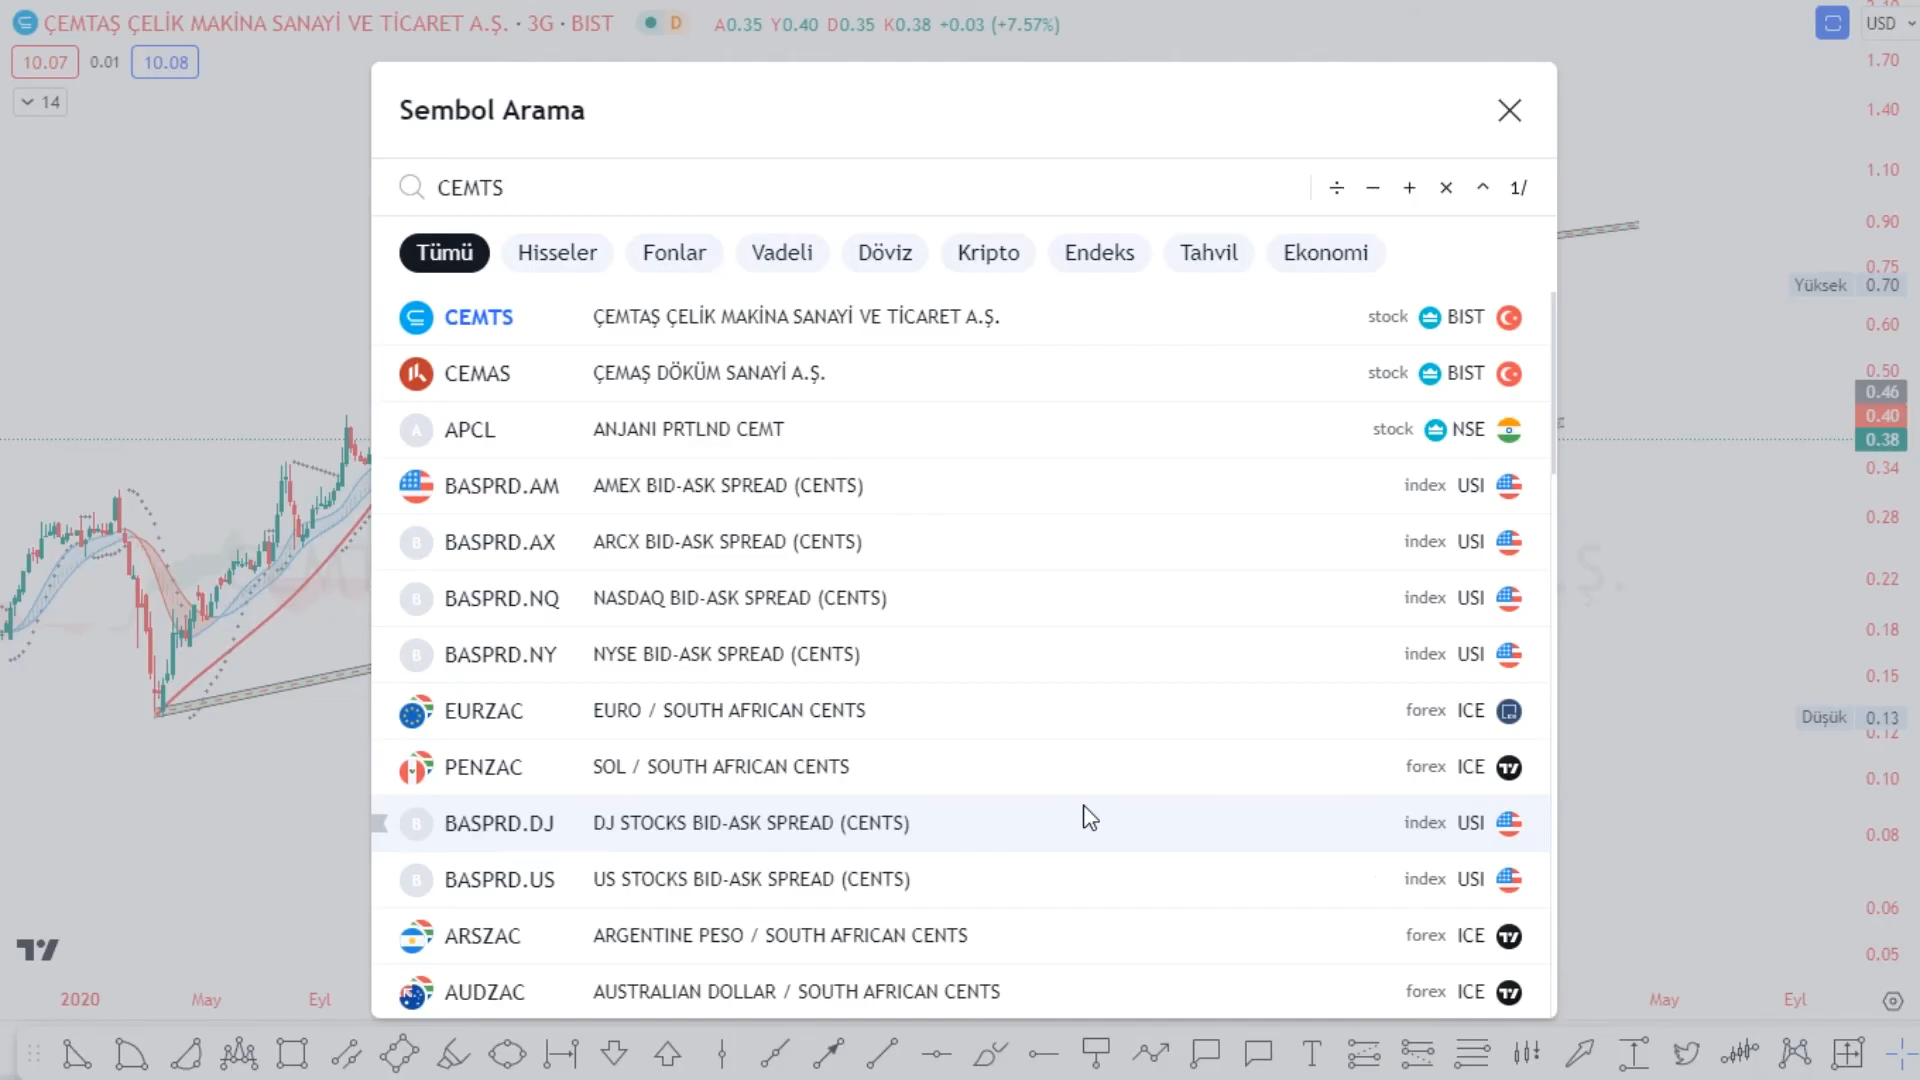 ÇEMTAŞ ÇELİK MAKİNA SANAYİ VE TİCARET A.Ş. · 3G · BIST D A0.35 Y0.40 D0.35 K0.38 +0.03 (+7.57%) USD
10.07 0.01 10.08
14
Sembol Arama
CEMTS ÷ − + × ^ 1/
Tümü Hisseler Fonlar Vadeli Döviz Kripto Endeks Tahvil Ekonomi
CEMTS ÇEMTAŞ ÇELİK MAKİNA SANAYİ VE TİCARET A.Ş. stock BIST
CEMAS ÇEMAŞ DÖKÜM SANAYİ A.Ş. stock BIST
A APCL ANJANI PRTLND CEMT stock NSE
BASPRD.AM AMEX BID-ASK SPREAD (CENTS) index USI
B BASPRD.AX ARCX BID-ASK SPREAD (CENTS) index USI
B BASPRD.NQ NASDAQ BID-ASK SPREAD (CENTS) index USI
B BASPRD.NY NYSE BID-ASK SPREAD (CENTS) index USI
EURZAC EURO / SOUTH AFRICAN CENTS forex ICE
PENZAC SOL / SOUTH AFRICAN CENTS forex ICE
B BASPRD.DJ DJ STOCKS BID-ASK SPREAD (CENTS) index USI
B BASPRD.US US STOCKS BID-ASK SPREAD (CENTS) index USI
ARSZAC ARGENTINE PESO / SOUTH AFRICAN CENTS forex ICE
AUDZAC AUSTRALIAN DOLLAR / SOUTH AFRICAN CENTS forex ICE
1.70
1.40
1.10
0.90
0.75
Yüksek 0.70
0.60
0.50
0.46
0.40
0.38
0.34
0.28
0.22
0.18
0.15
Düşük 0.13
0.12
0.10
0.08
0.06
0.05
Ş.
2020 May Eyl May Eyl
T